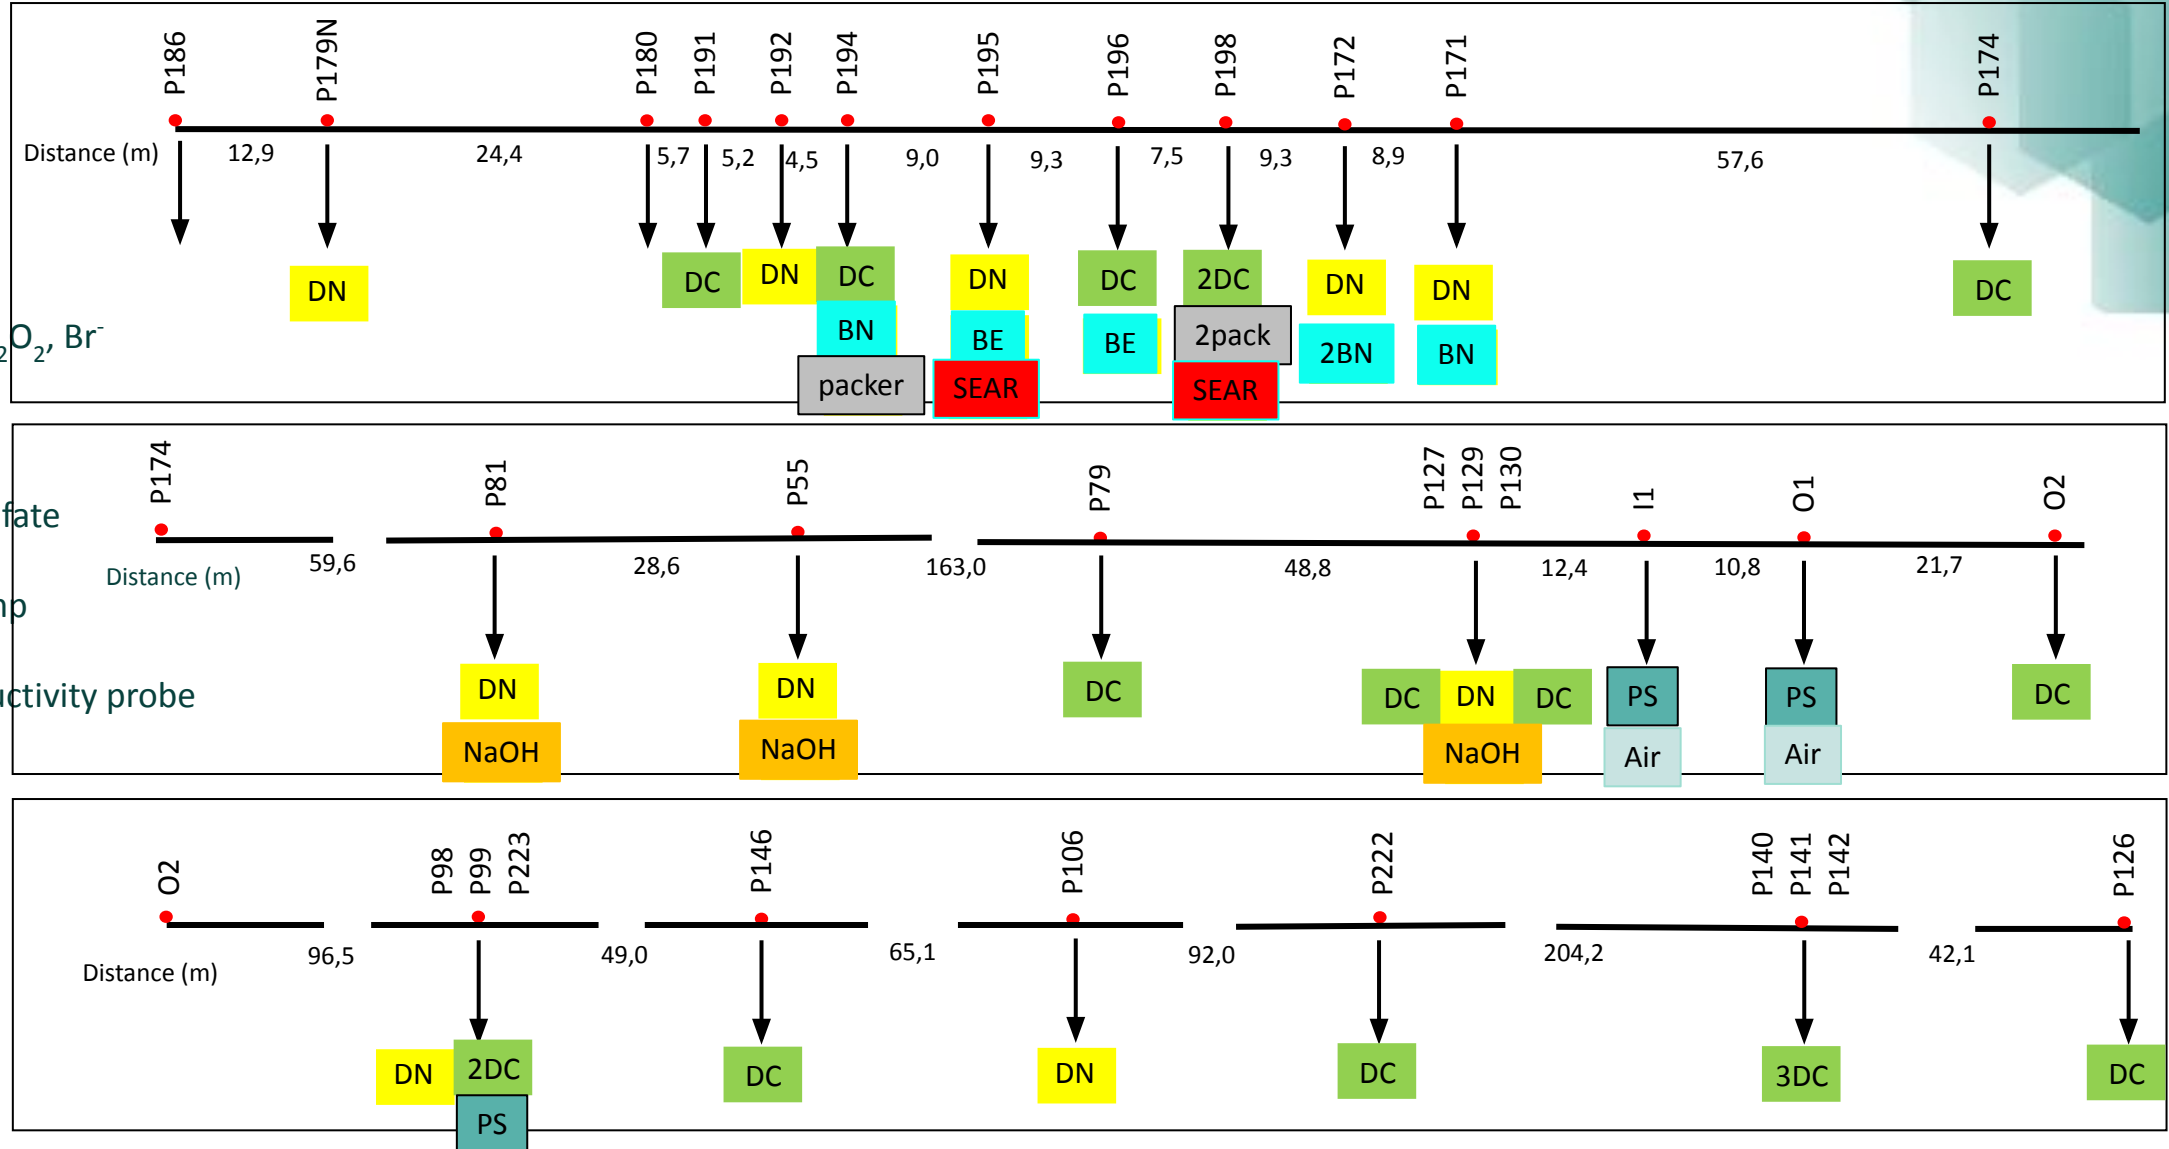 P186 P179N P180 P191 P192 P194 P195 P196 P198 P172 P171 P174
Distance (m) 12,9 24,4 5,7 5,2 4,5 9,0 9,3 7,5 9,3 8,9 57,6
DN DC DN DC DN DC 2DC DN DN DC
₂O₂, Br⁻ BN BE BE 2pack 2BN BN
packer SEAR SEAR
P174 P81 P55 P79 P127 P129 P130 I1 O1 O2
fate
Distance (m) 59,6 28,6 163,0 48,8 12,4 10,8 21,7
np
DN DN DC DC DN DC PS PS DC
uctivity probe
NaOH NaOH NaOH Air Air
O2 P98 P99 P223 P146 P106 P222 P140 P141 P142 P126
Distance (m) 96,5 49,0 65,1 92,0 204,2 42,1
DN 2DC DC DN DC 3DC DC
PS